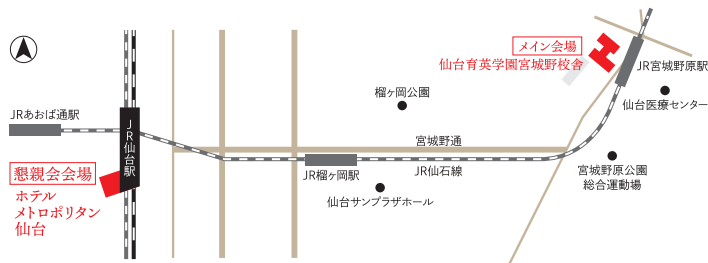 メイン会場
仙台育英学園宮城野校舎
JR宮城野原駅
榴ヶ岡公園
仙台医療センター
JRあおば通駅
JR仙台駅
宮城野通
懇親会会場
JR榴ヶ岡駅
JR仙石線
宮城野原公園
総合運動場
ホテル
メトロポリタン
仙台
仙台サンプラザホール